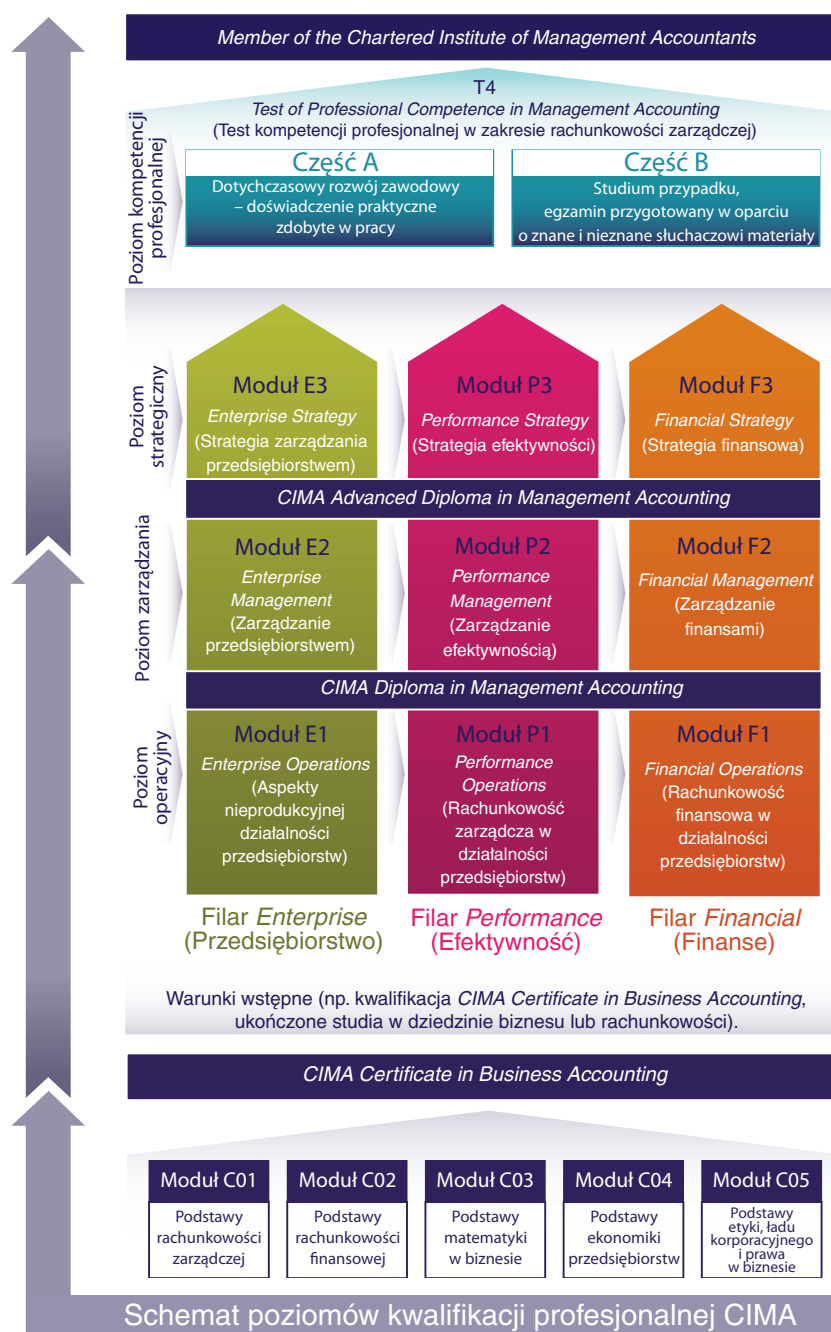 Member of the Chartered Institute of Management Accountants
T4
Test of Professional Competence in Management Accounting
(Test kompetencji profesjonalnej w zakresie rachunkowości zarządczej)
Poziom kompetencji
profesjonalnej
Część A
Dotychczasowy rozwój zawodowy
– doświadczenie praktyczne
zdobyte w pracy
Część B
Studium przypadku,
egzamin przygotowany w oparciu
o znane i nieznane słuchaczowi materiały
Poziom
strategiczny
Moduł E3
Enterprise Strategy
(Strategia zarządzania
przedsiębiorstwem)
Moduł P3
Performance Strategy
(Strategia efektywności)
Moduł F3
Financial Strategy
(Strategia finansowa)
CIMA Advanced Diploma in Management Accounting
Poziom zarządzania
Moduł E2
Enterprise
Management
(Zarządzanie
przedsiębiorstwem)
Moduł P2
Performance
Management
(Zarządzanie
efektywnością)
Moduł F2
Financial Management
(Zarządzanie
finansami)
CIMA Diploma in Management Accounting
Poziom
operacyjny
Moduł E1
Enterprise Operations
(Aspekty
nieprodukcyjnej
działalności
przedsiębiorstw)
Moduł P1
Performance
Operations
(Rachunkowość
zarządcza w
działalności
przedsiębiorstw)
Moduł F1
Financial Operations
(Rachunkowość
finansowa w
działalności
przedsiębiorstw)
Filar Enterprise
(Przedsiębiorstwo)
Filar Performance
(Efektywność)
Filar Financial
(Finanse)
Warunki wstępne (np. kwalifikacja CIMA Certificate in Business Accounting,
ukończone studia w dziedzinie biznesu lub rachunkowości).
CIMA Certificate in Business Accounting
Moduł C01
Podstawy
rachunkowości
zarządczej
Moduł C02
Podstawy
rachunkowości
finansowej
Moduł C03
Podstawy
matematyki
w biznesie
Moduł C04
Podstawy
ekonomiki
przedsiębiorstw
Moduł C05
Podstawy
etyki, ładu
korporacyjnego
i prawa
w biznesie
Schemat poziomów kwalifikacji profesjonalnej CIMA